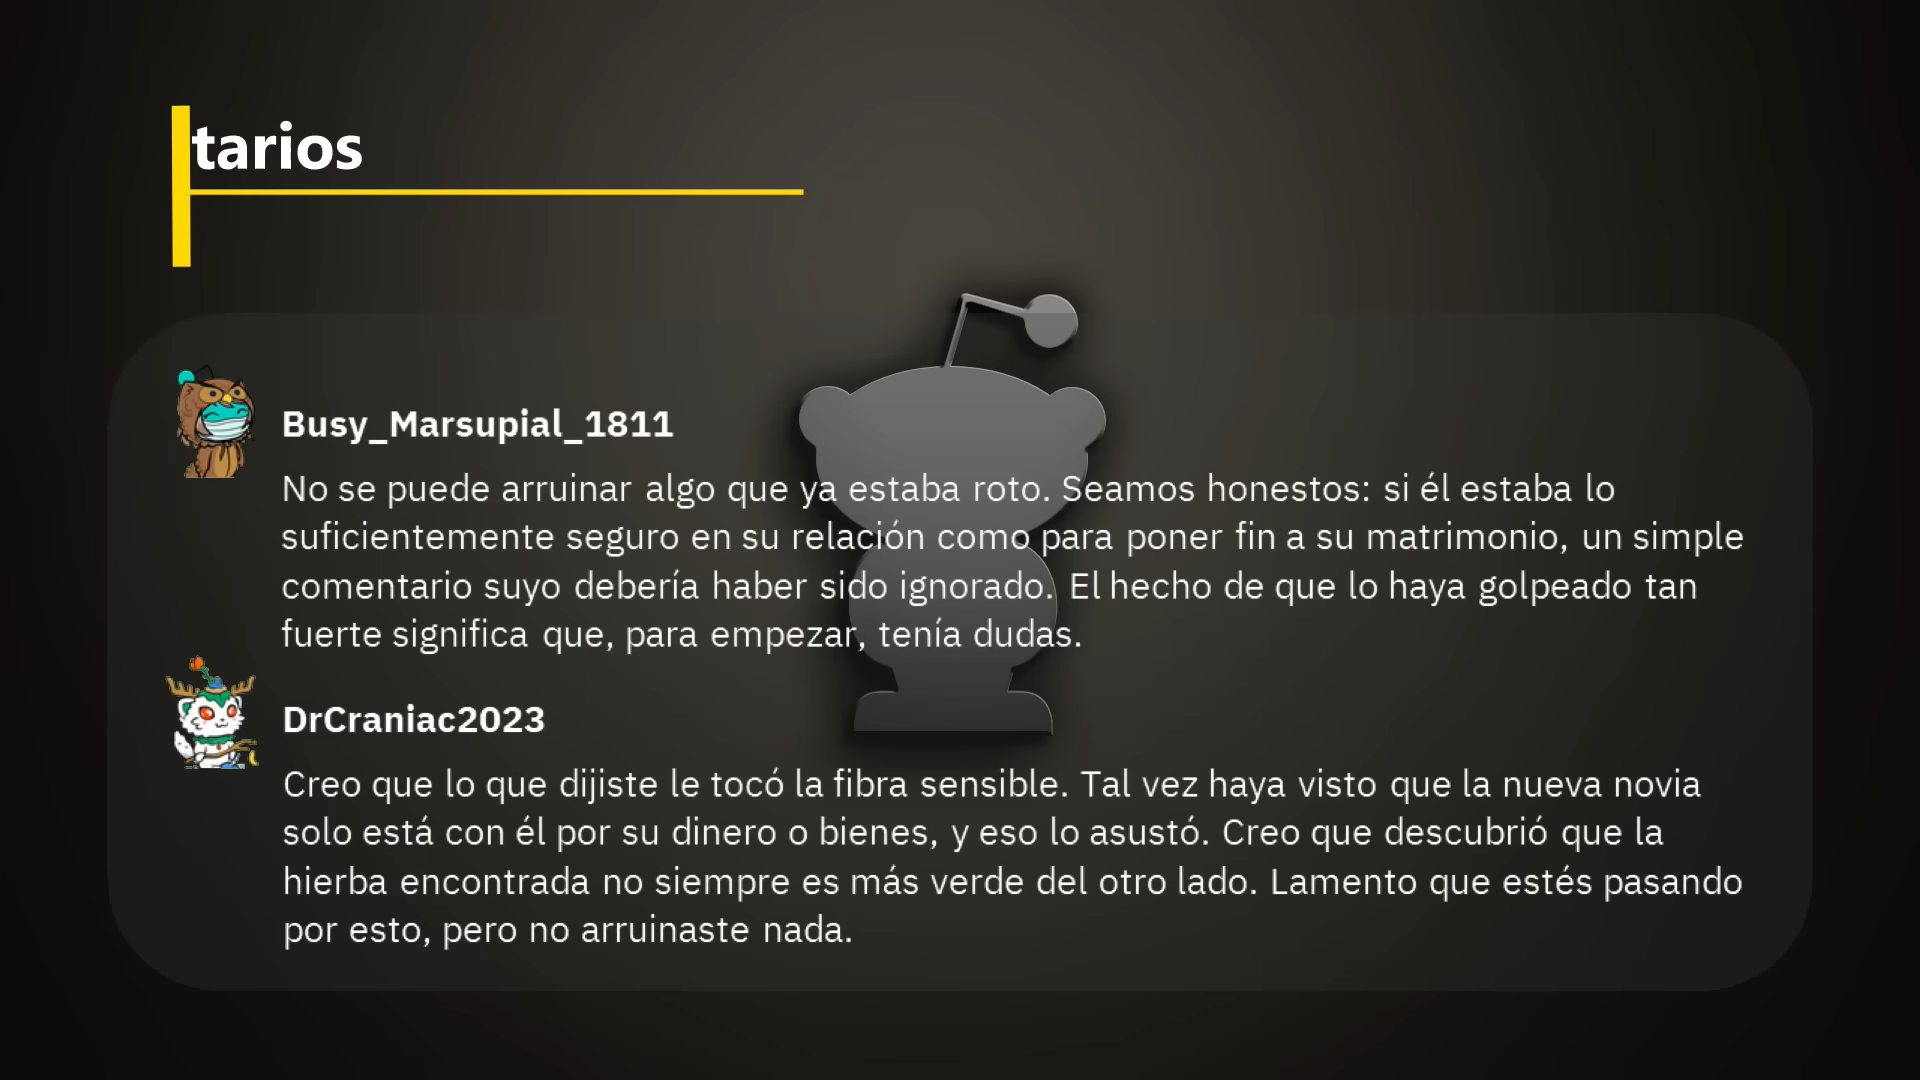 tarios
Busy_Marsupial_1811
No se puede arruinar algo que ya estaba roto. Seamos honestos: si él estaba lo
suficientemente seguro en su relación como para poner fin a su matrimonio, un simple
comentario suyo debería haber sido ignorado. El hecho de que lo haya golpeado tan
fuerte significa que, para empezar, tenía dudas.
DrCraniac2023
Creo que lo que dijiste le tocó la fibra sensible. Tal vez haya visto que la nueva novia
solo está con él por su dinero o bienes, y eso lo asustó. Creo que descubrió que la
hierba encontrada no siempre es más verde del otro lado. Lamento que estés pasando
por esto, pero no arruinaste nada.